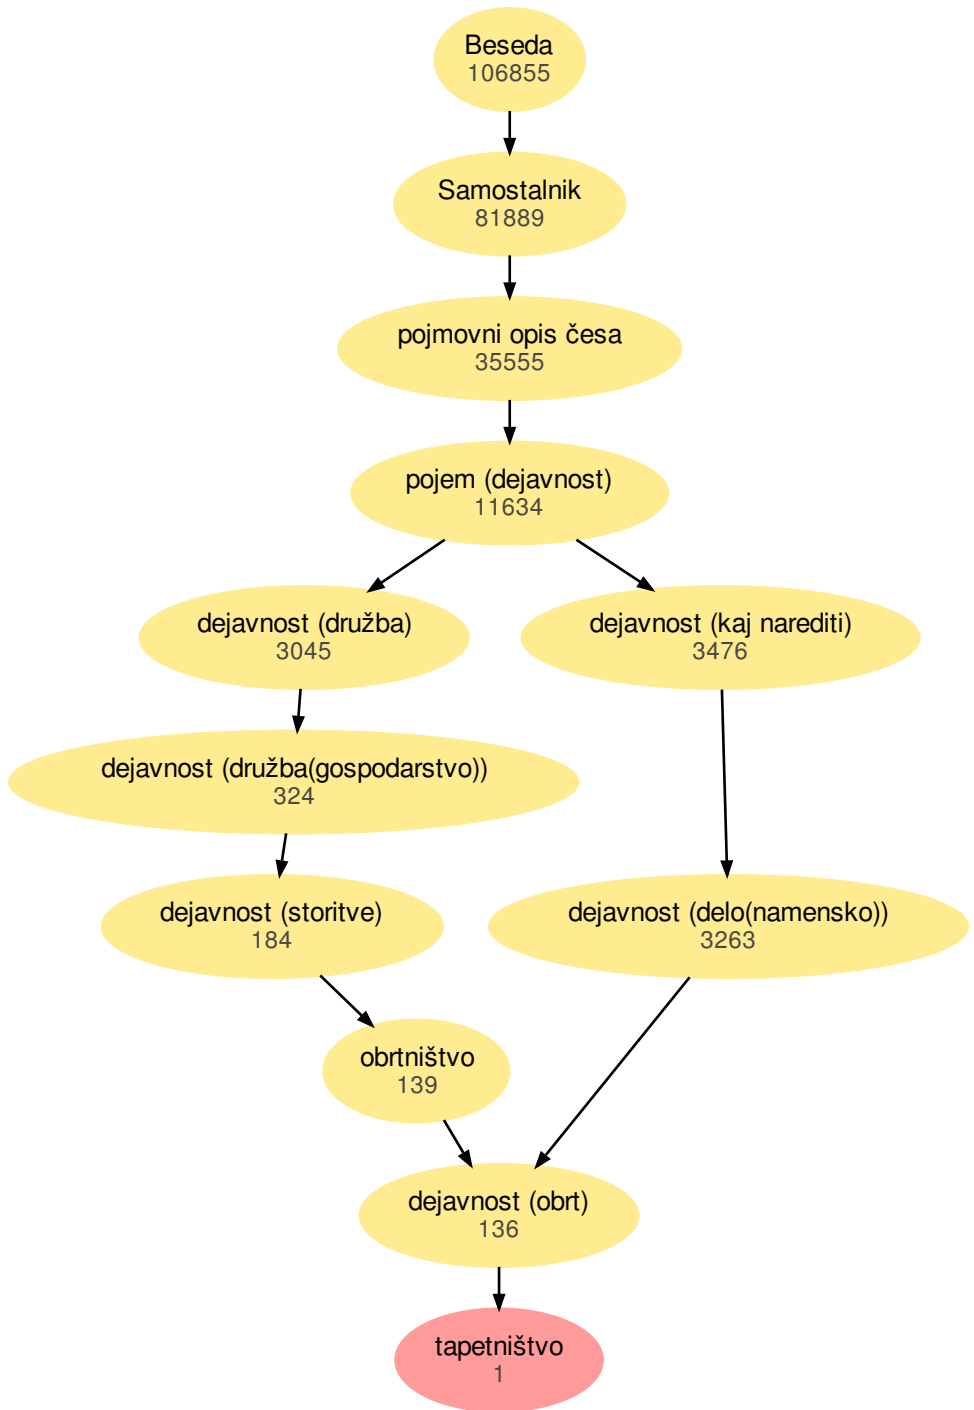 Beseda
106855
Samostalnik
81889
pojmovni opis česa
35555
pojem (dejavnost)
11634
dejavnost (družba)
3045
dejavnost (kaj narediti)
3476
dejavnost (družba(gospodarstvo))
324
dejavnost (storitve)
184
dejavnost (delo(namensko))
3263
obrtništvo
139
dejavnost (obrt)
136
tapetništvo
1